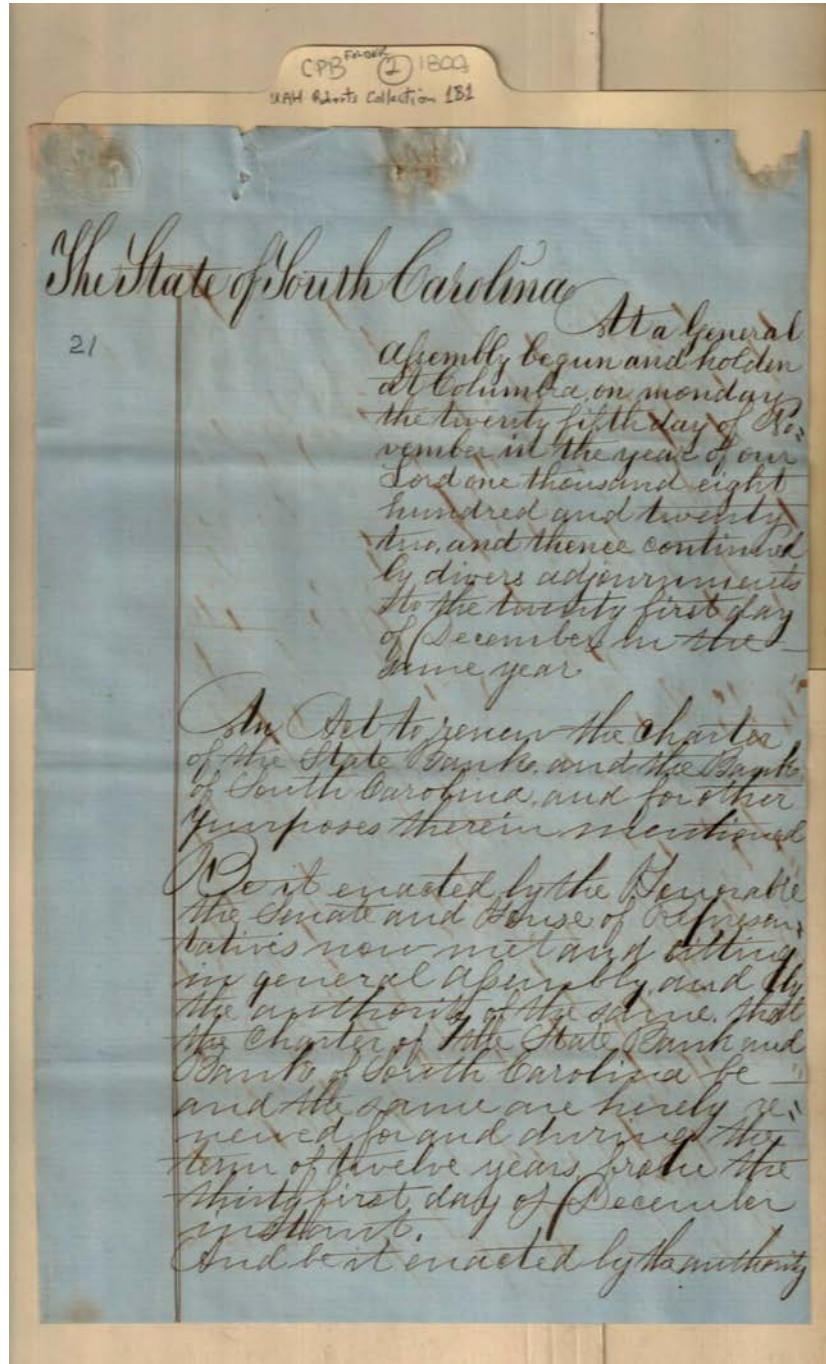 CPB Folder (2) 180
UAH Roberts Collection 1B1
The State of South Carolina
21
At a General
Assembly begun and holden
at Columbia, on monday
the twenty fifth day of No=
vember in the year of our
Lord one thousand eight
hundred and twenty
two, and thence continued
by divers adjournments
to the twenty first day
of December in the
same year
An Act to renew the charter
of the State Bank, and the Bank
of South Carolina, and for other
purposes therein mentioned
Be it enacted by the Honorable
the Senate and House of Represen=
tatives now met and sitting
in general Assembly, and by
the authority of the same, that
the Charter of the State Bank and
Bank of South Carolina be
and the same are hereby re=
newed for and during the
term of twelve years, from the
thirty first day of December
instant.
And be it enacted by the authority